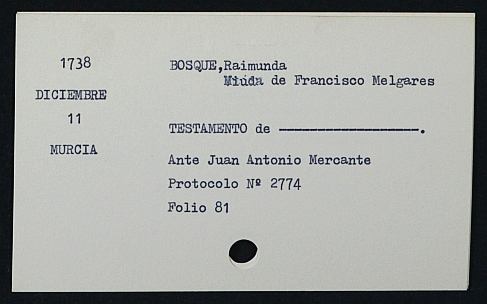 1738
DICIEMBRE
11
MURCIA
BOSQUE,Raimunda
Viuda de Francisco Melgares
TESTAMENTO de ——————————.
Ante Juan Antonio Mercante
Protocolo Nº 2774
Folio 81